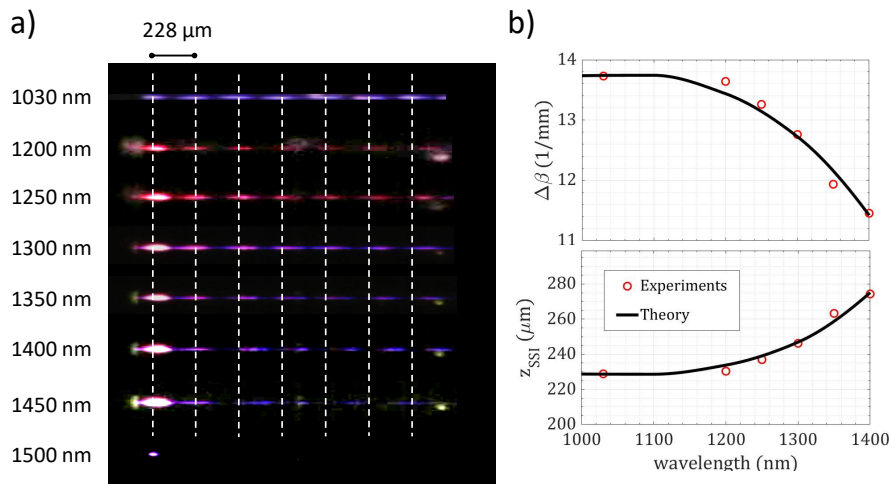 a)
228 µm
1030 nm
1200 nm
1250 nm
1300 nm
1350 nm
1400 nm
1450 nm
1500 nm
b)
14
13
12
11
Δβ (1/mm)
280
260
240
220
200
z_SSI (µm)
Experiments
Theory
1000 1100 1200 1300 1400
wavelength (nm)